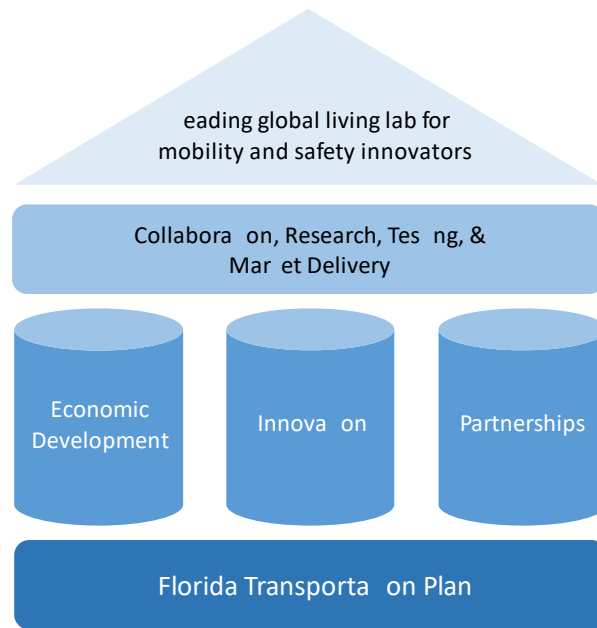 eading global living lab for
mobility and safety innovators
Collabora on, Research, Tes ng, &
Mar et Delivery
Economic
Development
Innova on
Partnerships
Florida Transporta on Plan